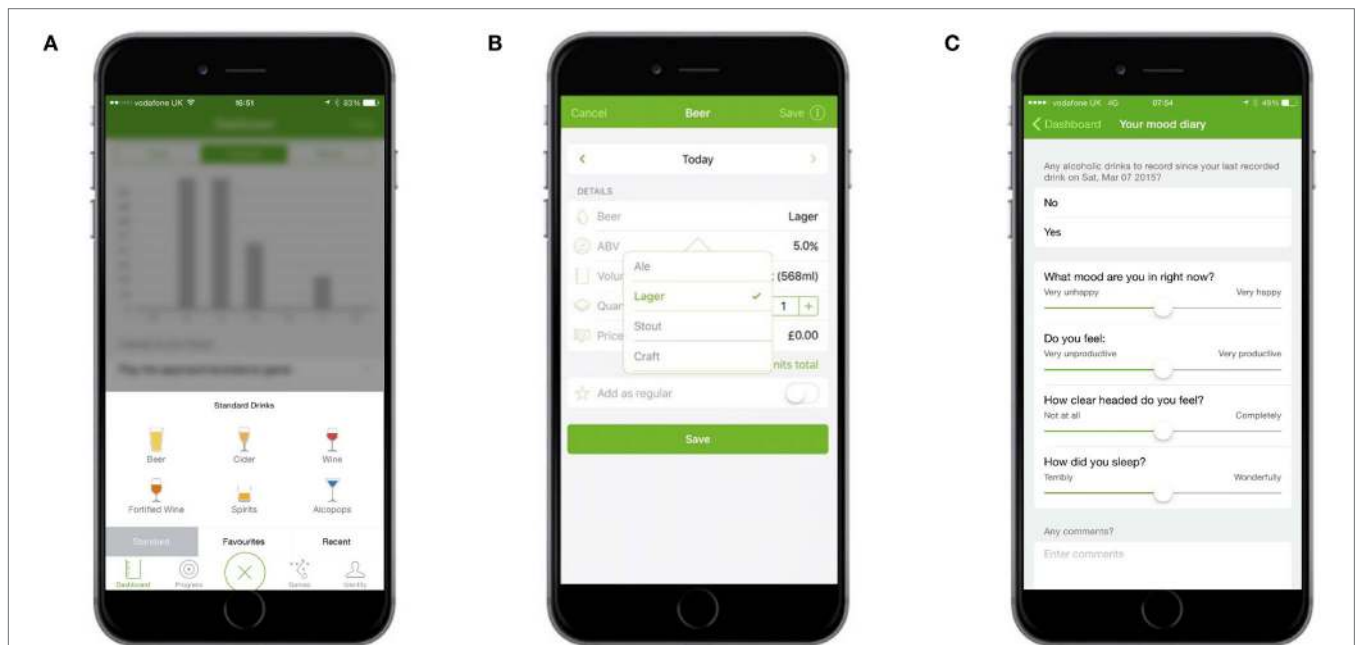 A
B
C
vodafone UK 16:51 83%
Standard Drinks
Beer Cider Wine
Fortified Wine Spirits Alcopops
Standard Favourites Recent
Dashboard Progress Games Identity
Cancel Beer Save
Today
DETAILS
Beer Lager
ABV 5.0%
(568ml)
1 +
Price £0.00
Ale
Lager
Stout
Craft
total
Add as regular
Save
vodafone UK 4G 07:54 49%
Dashboard Your mood diary
Any alcoholic drinks to record since your last recorded
drink on Sat, Mar 07 2015?
No
Yes
What mood are you in right now?
Very unhappy Very happy
Do you feel:
Very unproductive Very productive
How clear headed do you feel?
Not at all Completely
How did you sleep?
Terribly Wonderfully
Any comments?
Enter comments